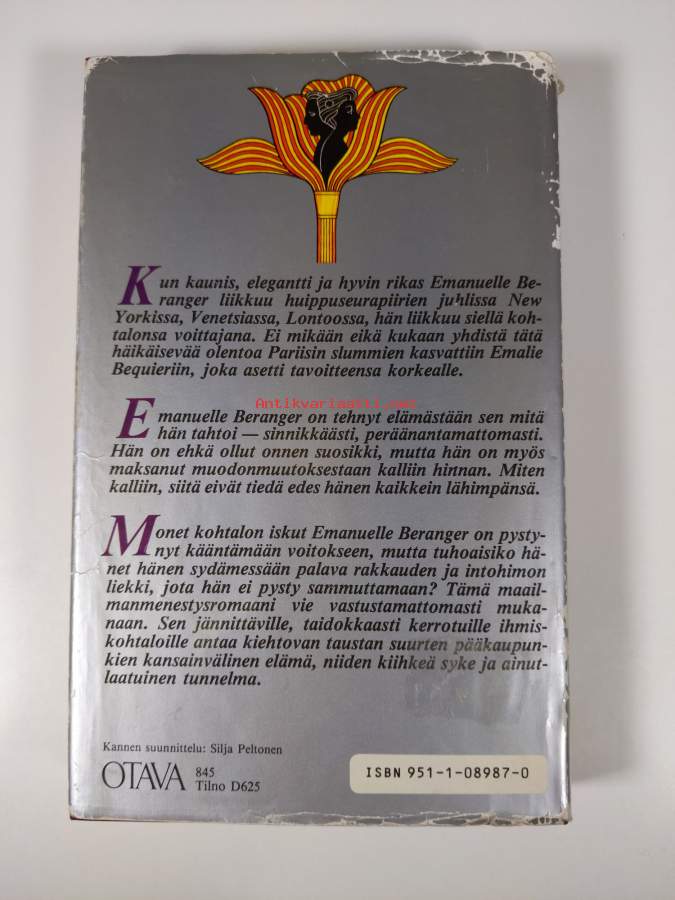 Kun kaunis, elegantti ja hyvin rikas Emanuelle Be-
ranger liikkuu huippuseurapiirien juhlissa New
Yorkissa, Venetsiassa, Lontoossa, hän liikkuu siellä koh-
talonsa voittajana. Ei mikään eikä kukaan yhdistä tätä
häikäisevää olentoa Pariisin slummien kasvattiin Emalie
Bequieriin, joka asetti tavoitteensa korkealle.
Antikvariaatti.net
Emanuelle Beranger on tehnyt elämästään sen mitä
hän tahtoi — sinnikkäästi, peräänantamattomasti.
Hän on ehkä ollut onnen suosikki, mutta hän on myös
maksanut muodonmuutoksestaan kalliin hinnan. Miten
kalliin, siitä eivät tiedä edes hänen kaikkein lähimpänsä.
Monet kohtalon iskut Emanuelle Beranger on pysty-
nyt kääntämään voitokseen, mutta tuhoaisiko hä-
net hänen sydämessään palava rakkauden ja intohimon
liekki, jota hän ei pysty sammuttamaan? Tämä maail-
manmenestysromaani vie vastustamattomasti muka-
naan. Sen jännittäville, taidokkaasti kerrotuille ihmis-
kohtaloille antaa kiehtovan taustan suurten pääkaupun-
kien kansainvälinen elämä, niiden kiihkeä syke ja ainut-
laatuinen tunnelma.
Kannen suunnittelu: Silja Peltonen
OTAVA
845
Tilno D625
ISBN 951-1-08987-0